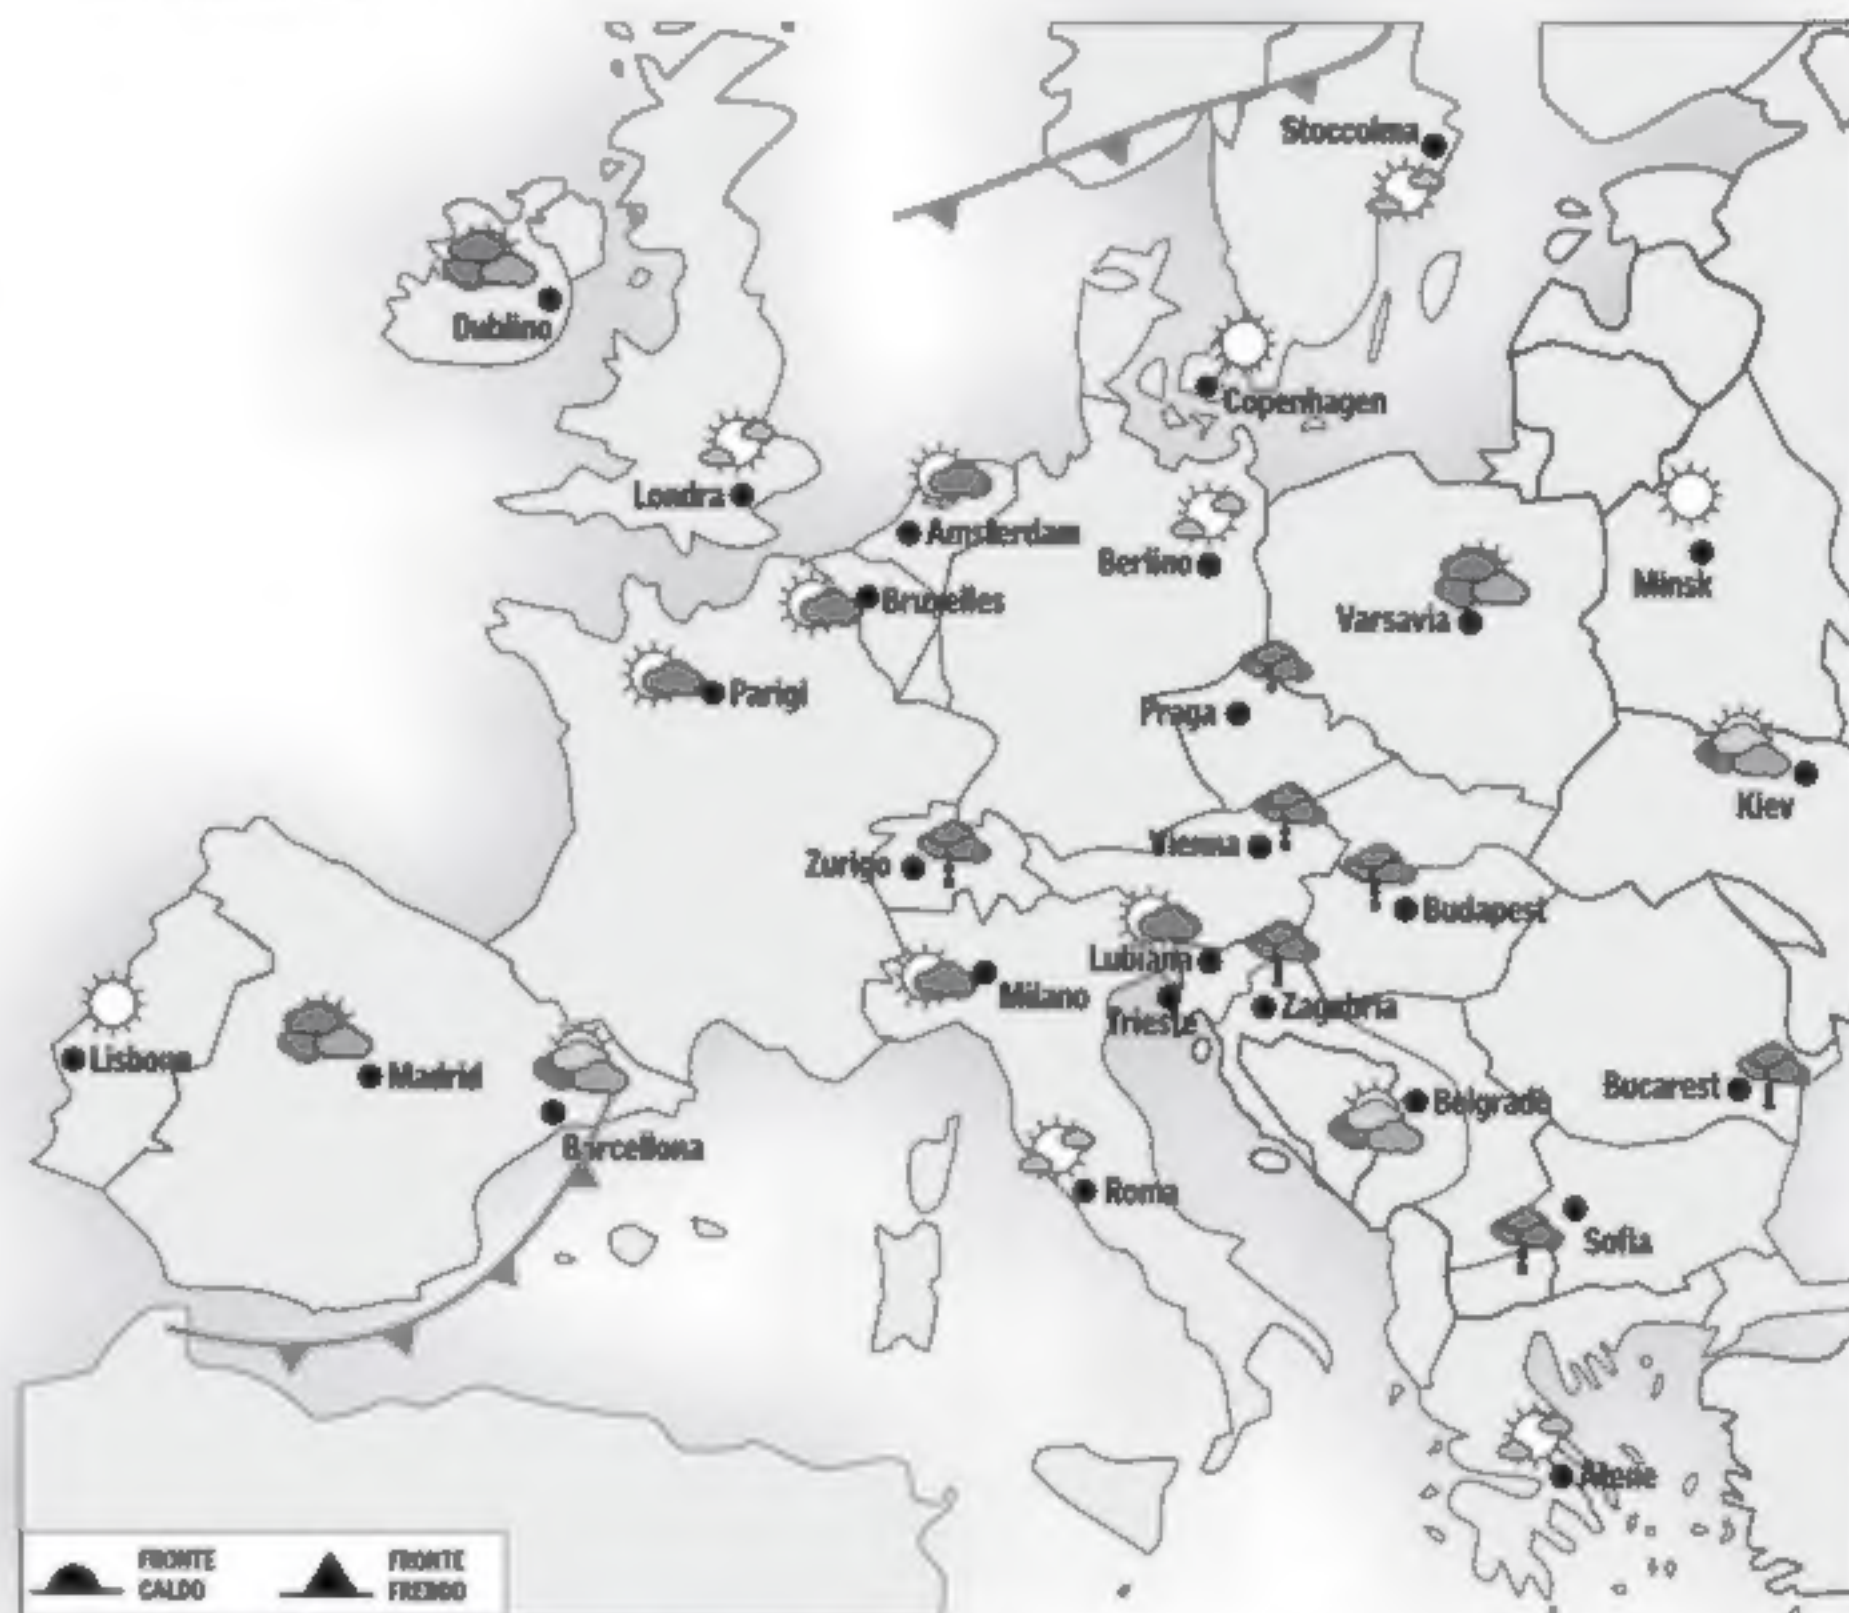 Stoccolma
Dublino
Copenhagen
Londra
Amsterdam
Berlino
Minsk
Bruxelles
Varsavia
Parigi
Praga
Kiev
Vienna
Zurigo
Budapest
Lubiana
Milano
Zagabria
Trieste
Lisbona
Madrid
Bucarest
Belgrado
Barcellona
Roma
Sofia
Atene
FRONTE
CALDO
FRONTE
FREDDO